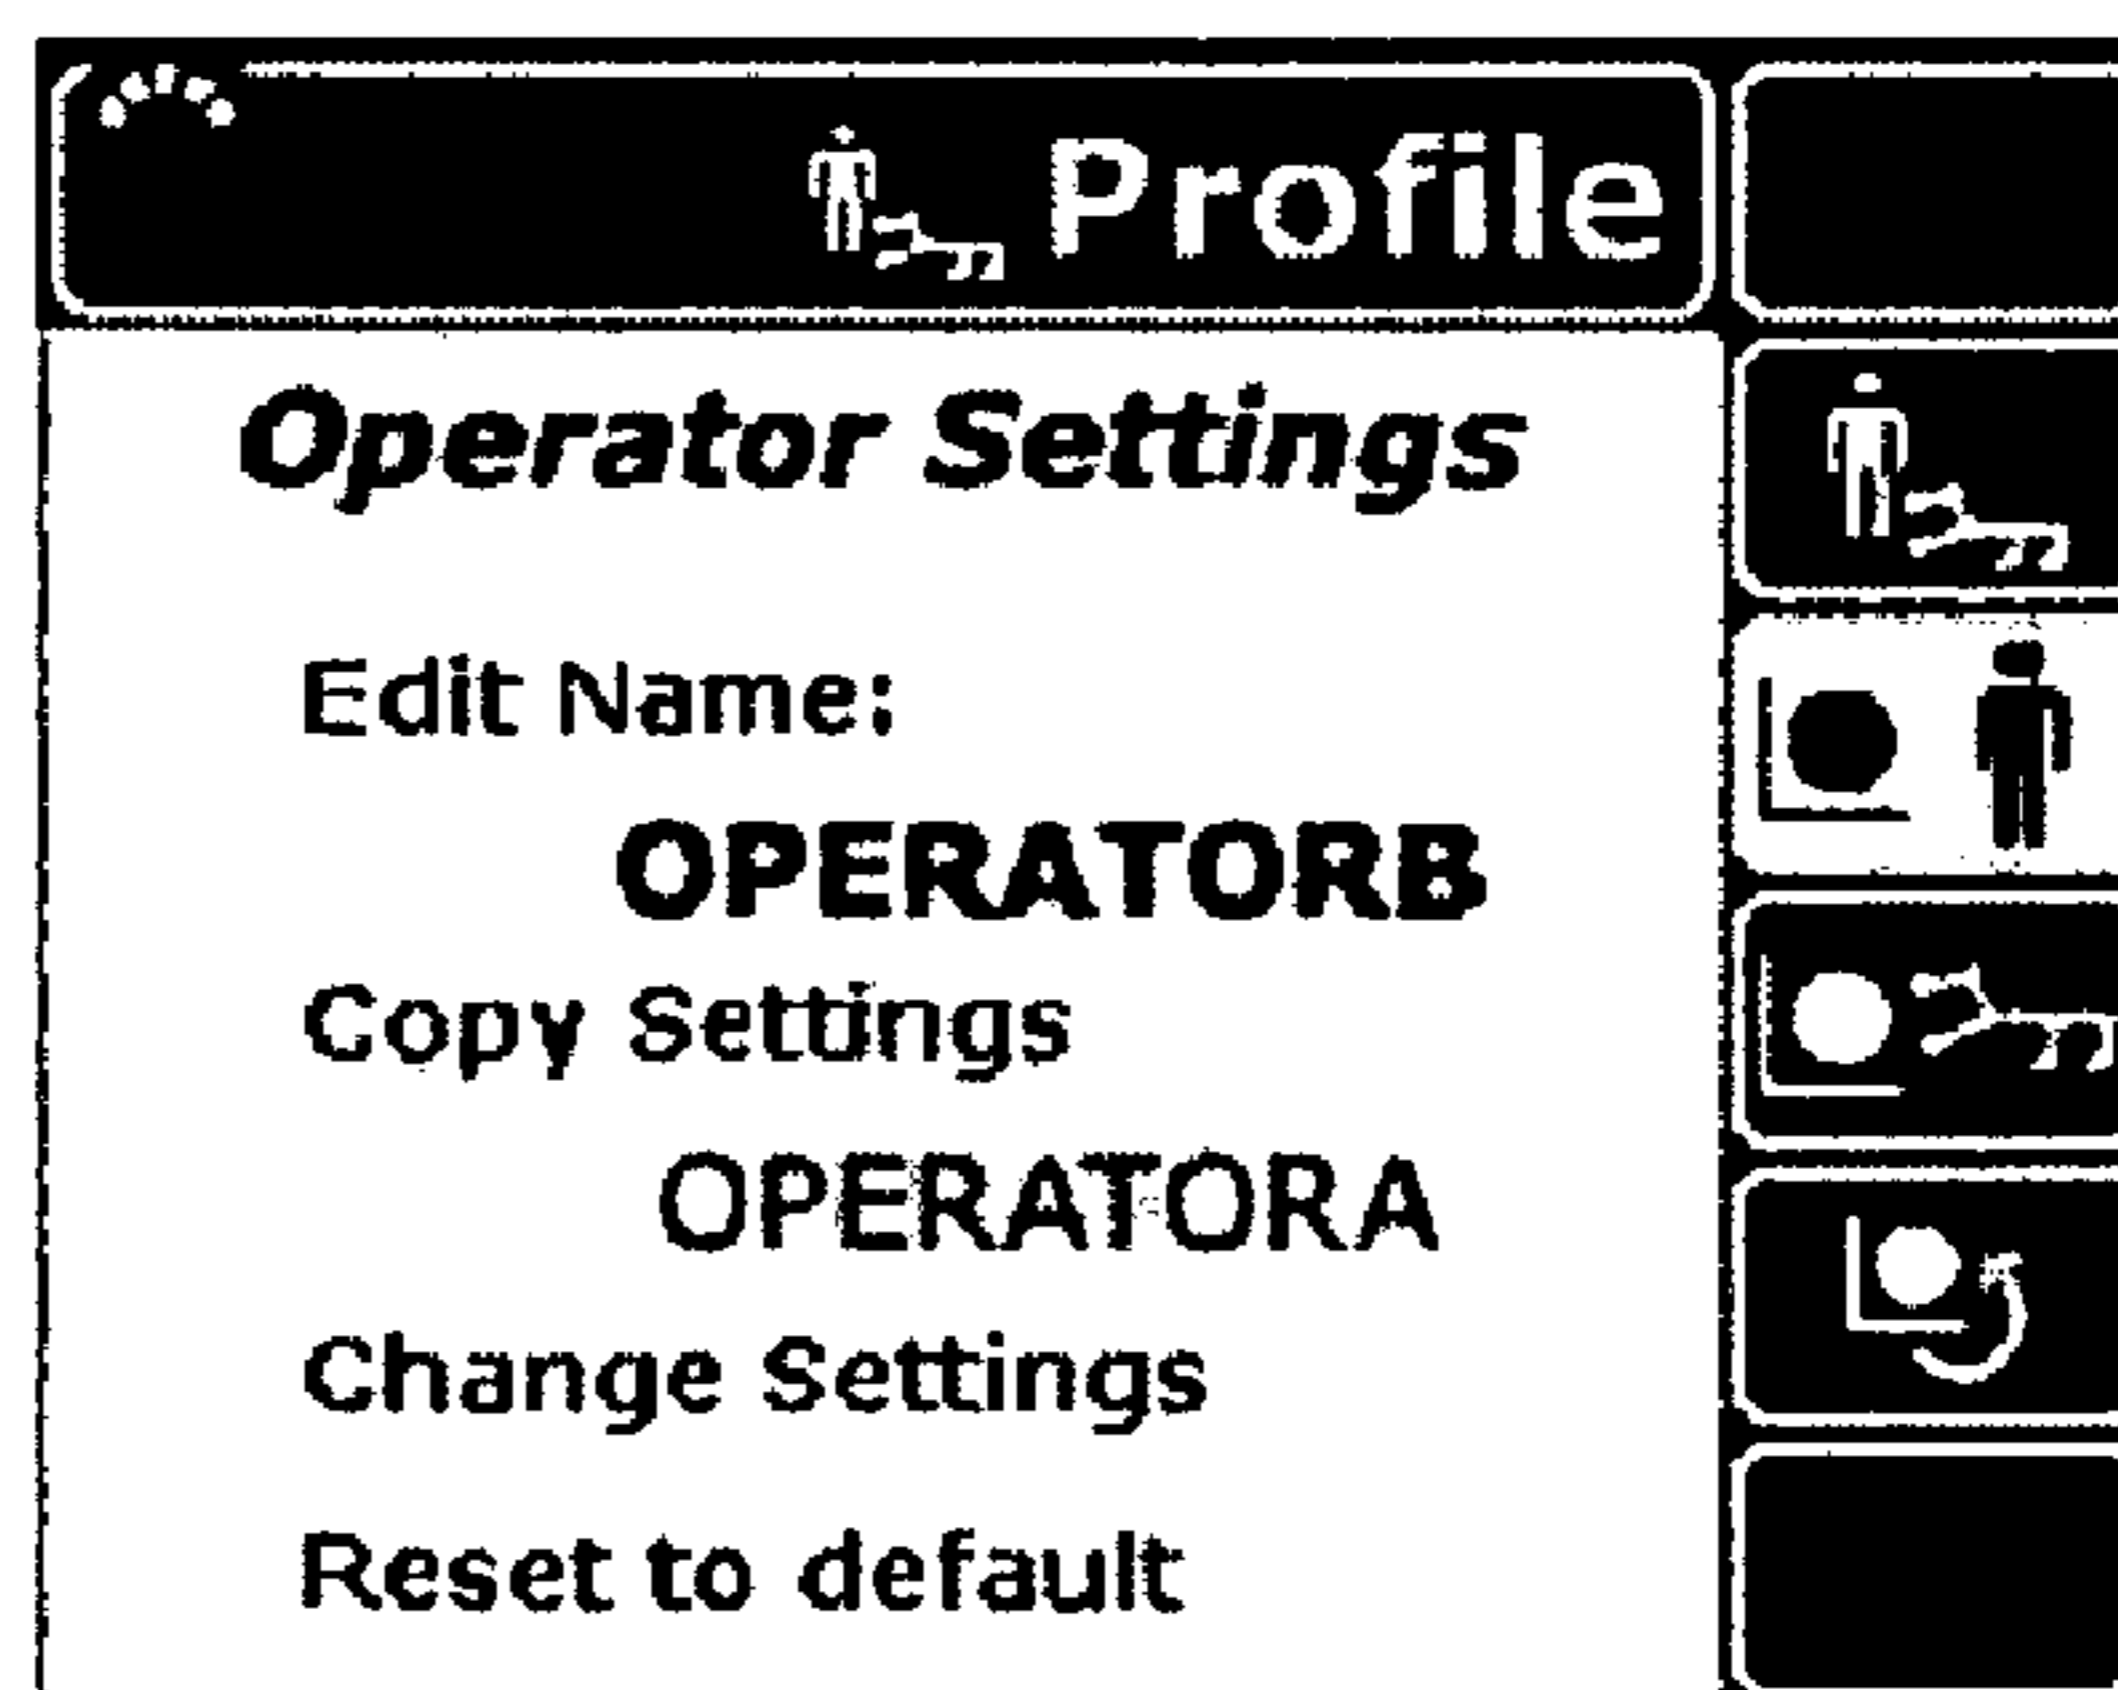 Profile
Operator Settings
Edit Name:
OPERATORB
Copy Settings
OPERATORA
Change Settings
Reset to default